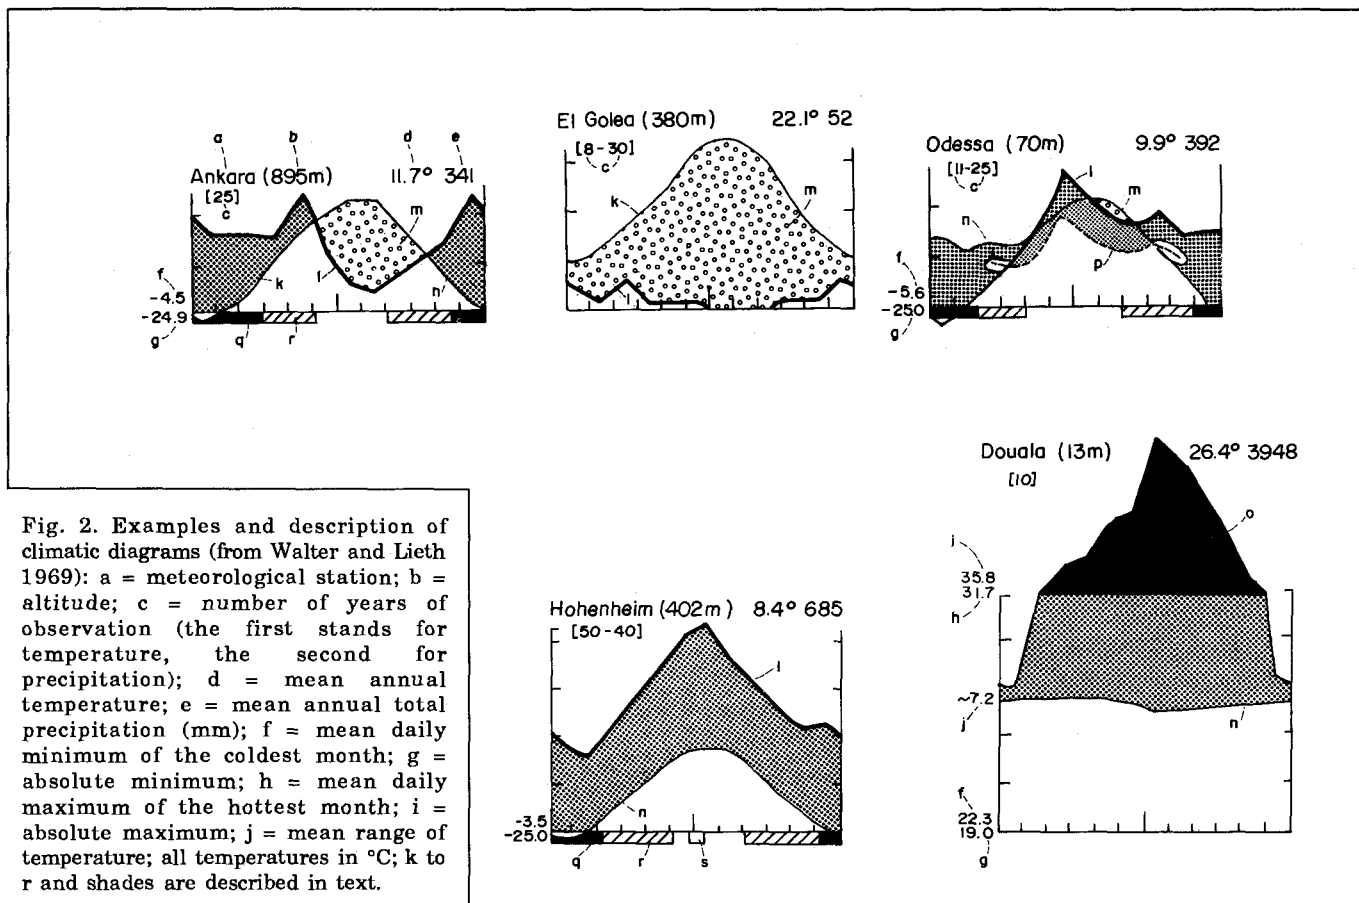 a b d e
Ankara (895m) 11.7° 341
[25]
c
m
f
l
k
n
-4.5
-24.9
g q r
El Golea (380m) 22.1° 52
[8-30]
c
k
m
l
Odessa (70m) 9.9° 392
[11-25]
c
l
m
n
p
f
-5.6
-25.0
g
Douala (13m) 26.4° 3948
[10]
o
j
35.8
31.7
h
~7.2
j
n
f
22.3
19.0
g
Hohenheim (402m) 8.4° 685
[50-40]
l
n
-3.5
-25.0
q r s
Fig. 2. Examples and description of
climatic diagrams (from Walter and Lieth
1969): a = meteorological station; b =
altitude; c = number of years of
observation (the first stands for
temperature, the second for
precipitation); d = mean annual
temperature; e = mean annual total
precipitation (mm); f = mean daily
minimum of the coldest month; g =
absolute minimum; h = mean daily
maximum of the hottest month; i =
absolute maximum; j = mean range of
temperature; all temperatures in °C; k to
r and shades are described in text.